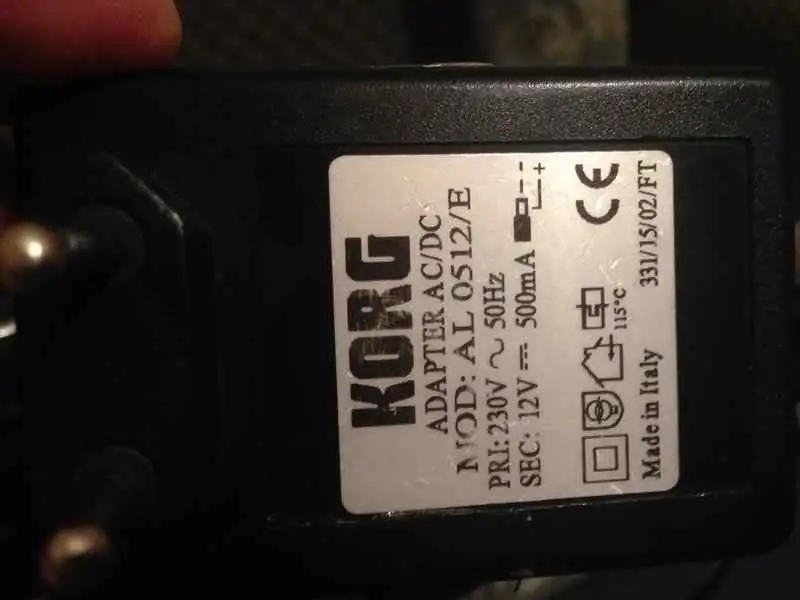 KORG
ADAPTER AC/DC
MOD: AL 0512/E
PRI: 230V ~ 50Hz
SEC: 12V ⎓ 500mA - +
115°C
CE
Made in Italy 331/15/02/FT